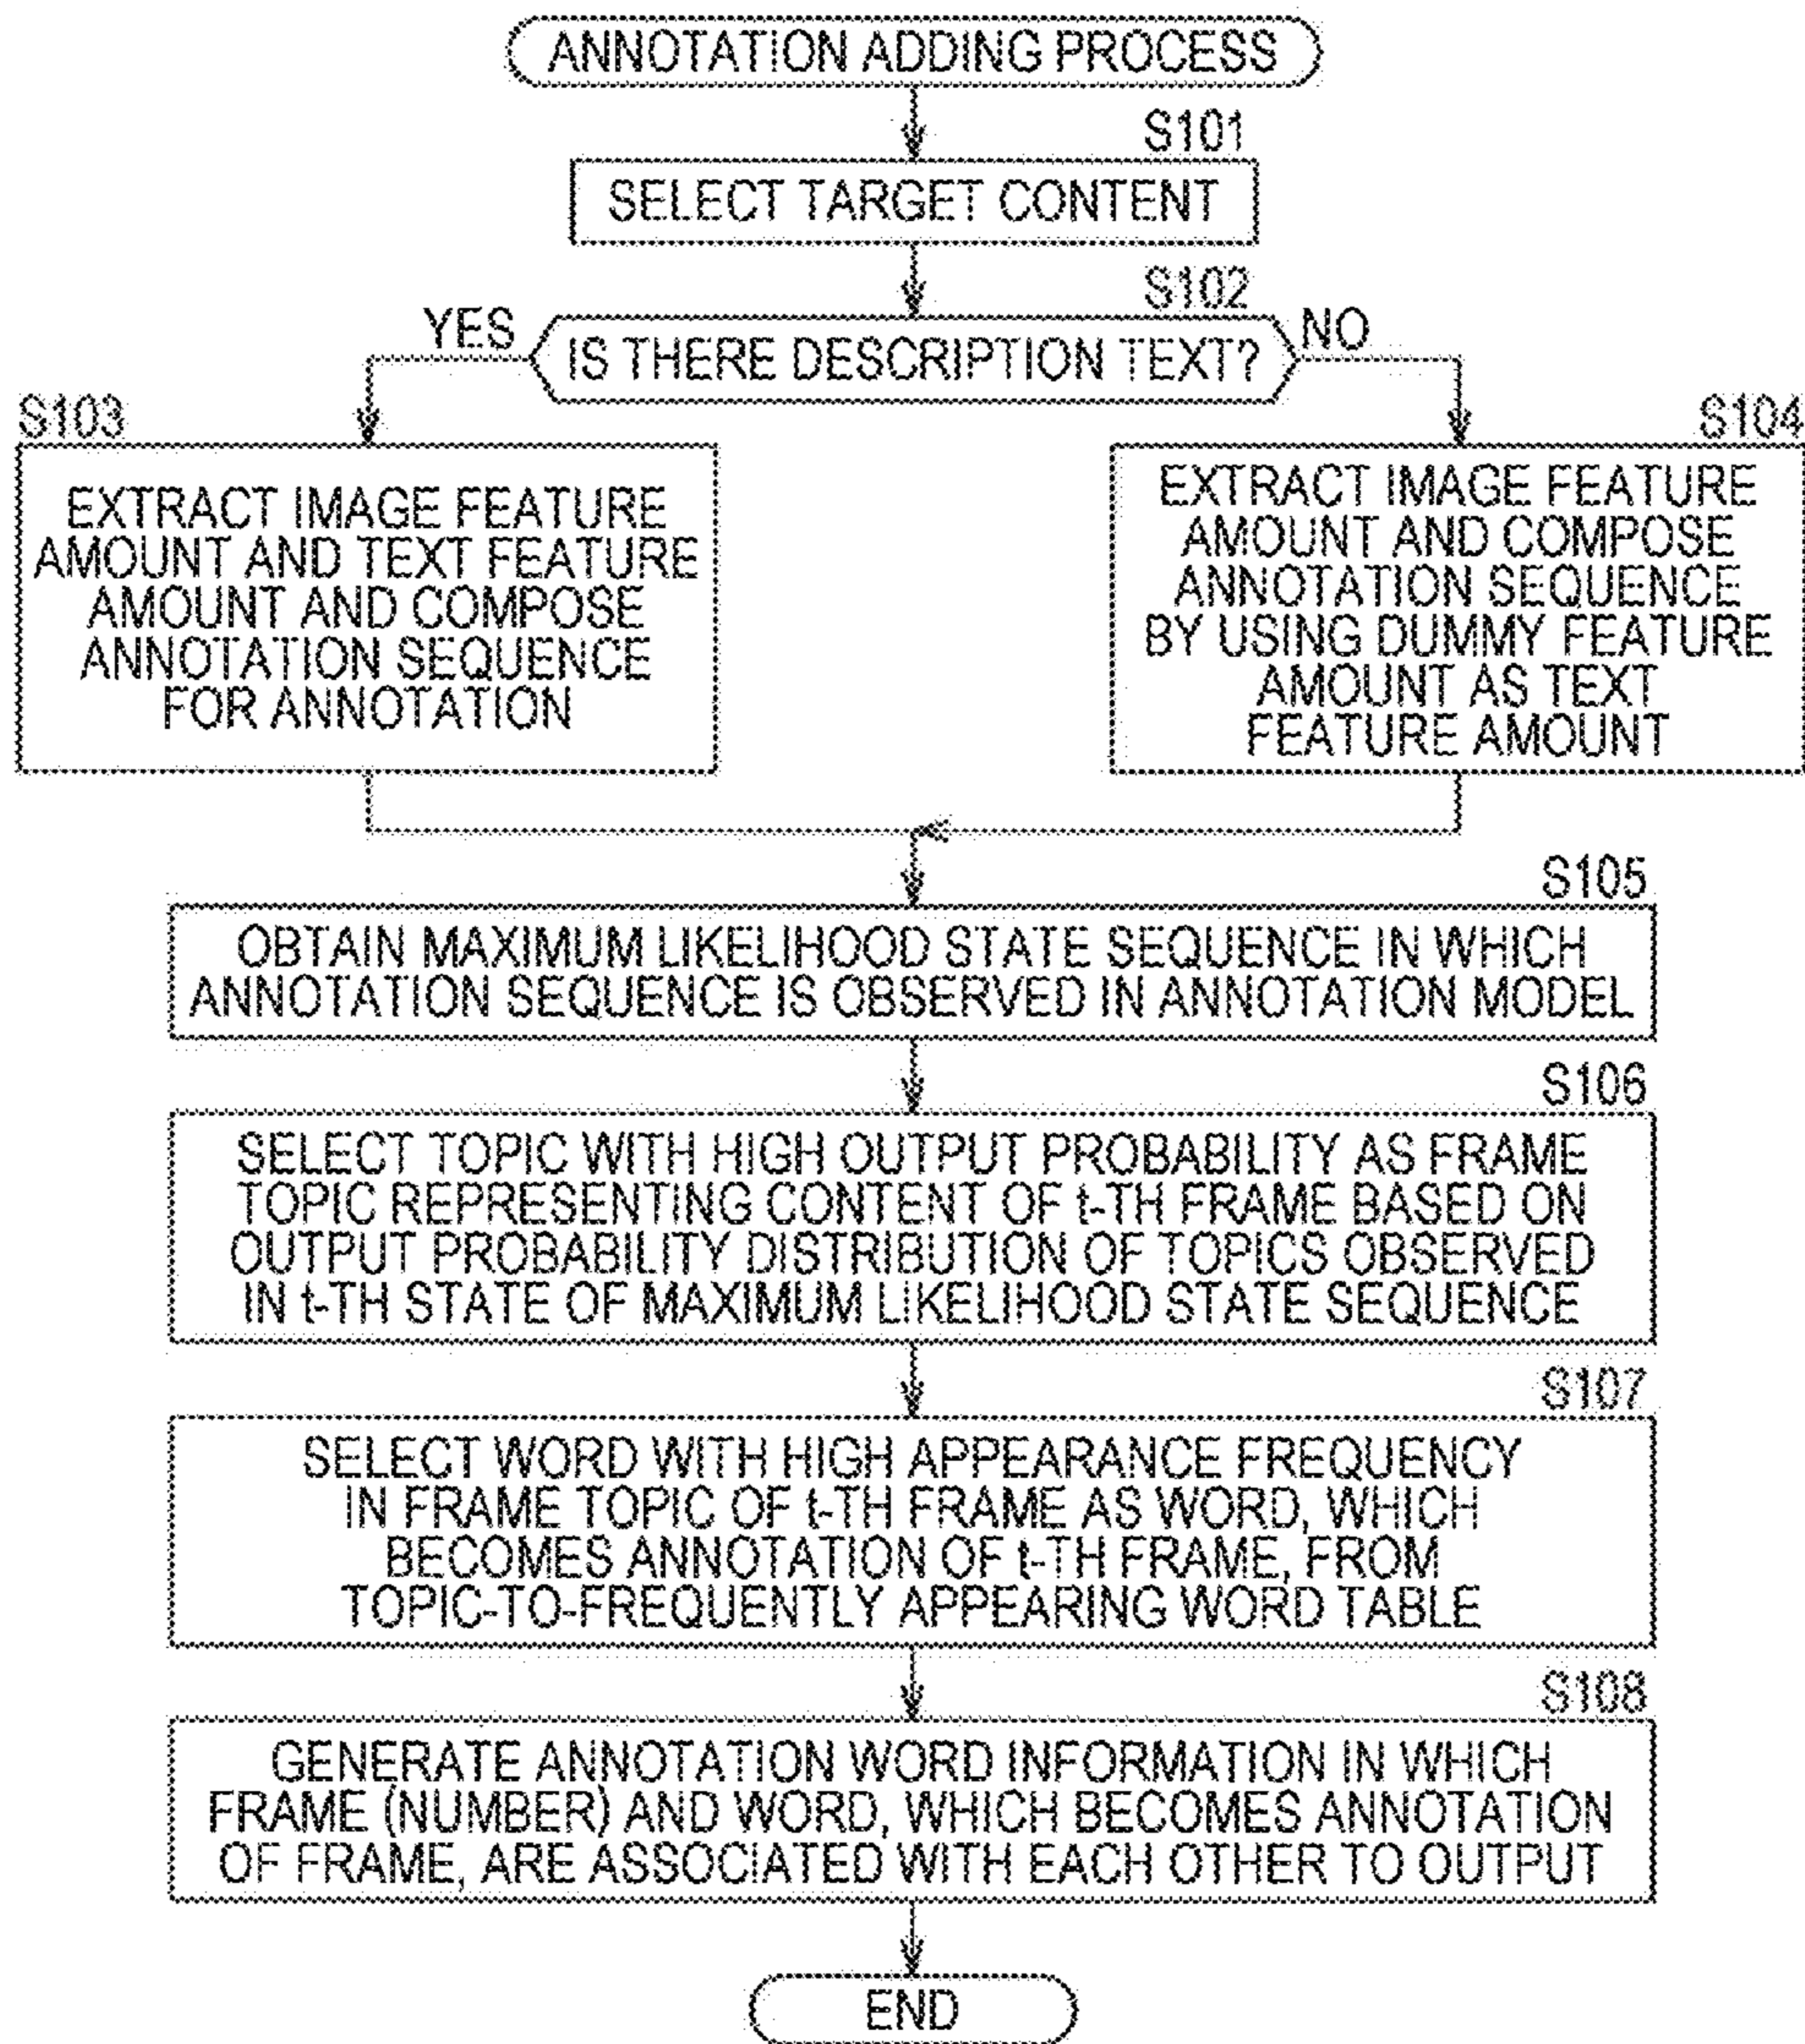 ANNOTATION ADDING PROCESS
S101
SELECT TARGET CONTENT
S102
YES
IS THERE DESCRIPTION TEXT?
NO
S103
EXTRACT IMAGE FEATURE
AMOUNT AND TEXT FEATURE
AMOUNT AND COMPOSE
ANNOTATION SEQUENCE
FOR ANNOTATION
S104
EXTRACT IMAGE FEATURE
AMOUNT AND COMPOSE
ANNOTATION SEQUENCE
BY USING DUMMY FEATURE
AMOUNT AS TEXT
FEATURE AMOUNT
S105
OBTAIN MAXIMUM LIKELIHOOD STATE SEQUENCE IN WHICH
ANNOTATION SEQUENCE IS OBSERVED IN ANNOTATION MODEL
S106
SELECT TOPIC WITH HIGH OUTPUT PROBABILITY AS FRAME
TOPIC REPRESENTING CONTENT OF t-TH FRAME BASED ON
OUTPUT PROBABILITY DISTRIBUTION OF TOPICS OBSERVED
IN t-TH STATE OF MAXIMUM LIKELIHOOD STATE SEQUENCE
S107
SELECT WORD WITH HIGH APPEARANCE FREQUENCY
IN FRAME TOPIC OF t-TH FRAME AS WORD, WHICH
BECOMES ANNOTATION OF t-TH FRAME, FROM
TOPIC-TO-FREQUENTLY APPEARING WORD TABLE
S108
GENERATE ANNOTATION WORD INFORMATION IN WHICH
FRAME (NUMBER) AND WORD, WHICH BECOMES ANNOTATION
OF FRAME, ARE ASSOCIATED WITH EACH OTHER TO OUTPUT
END